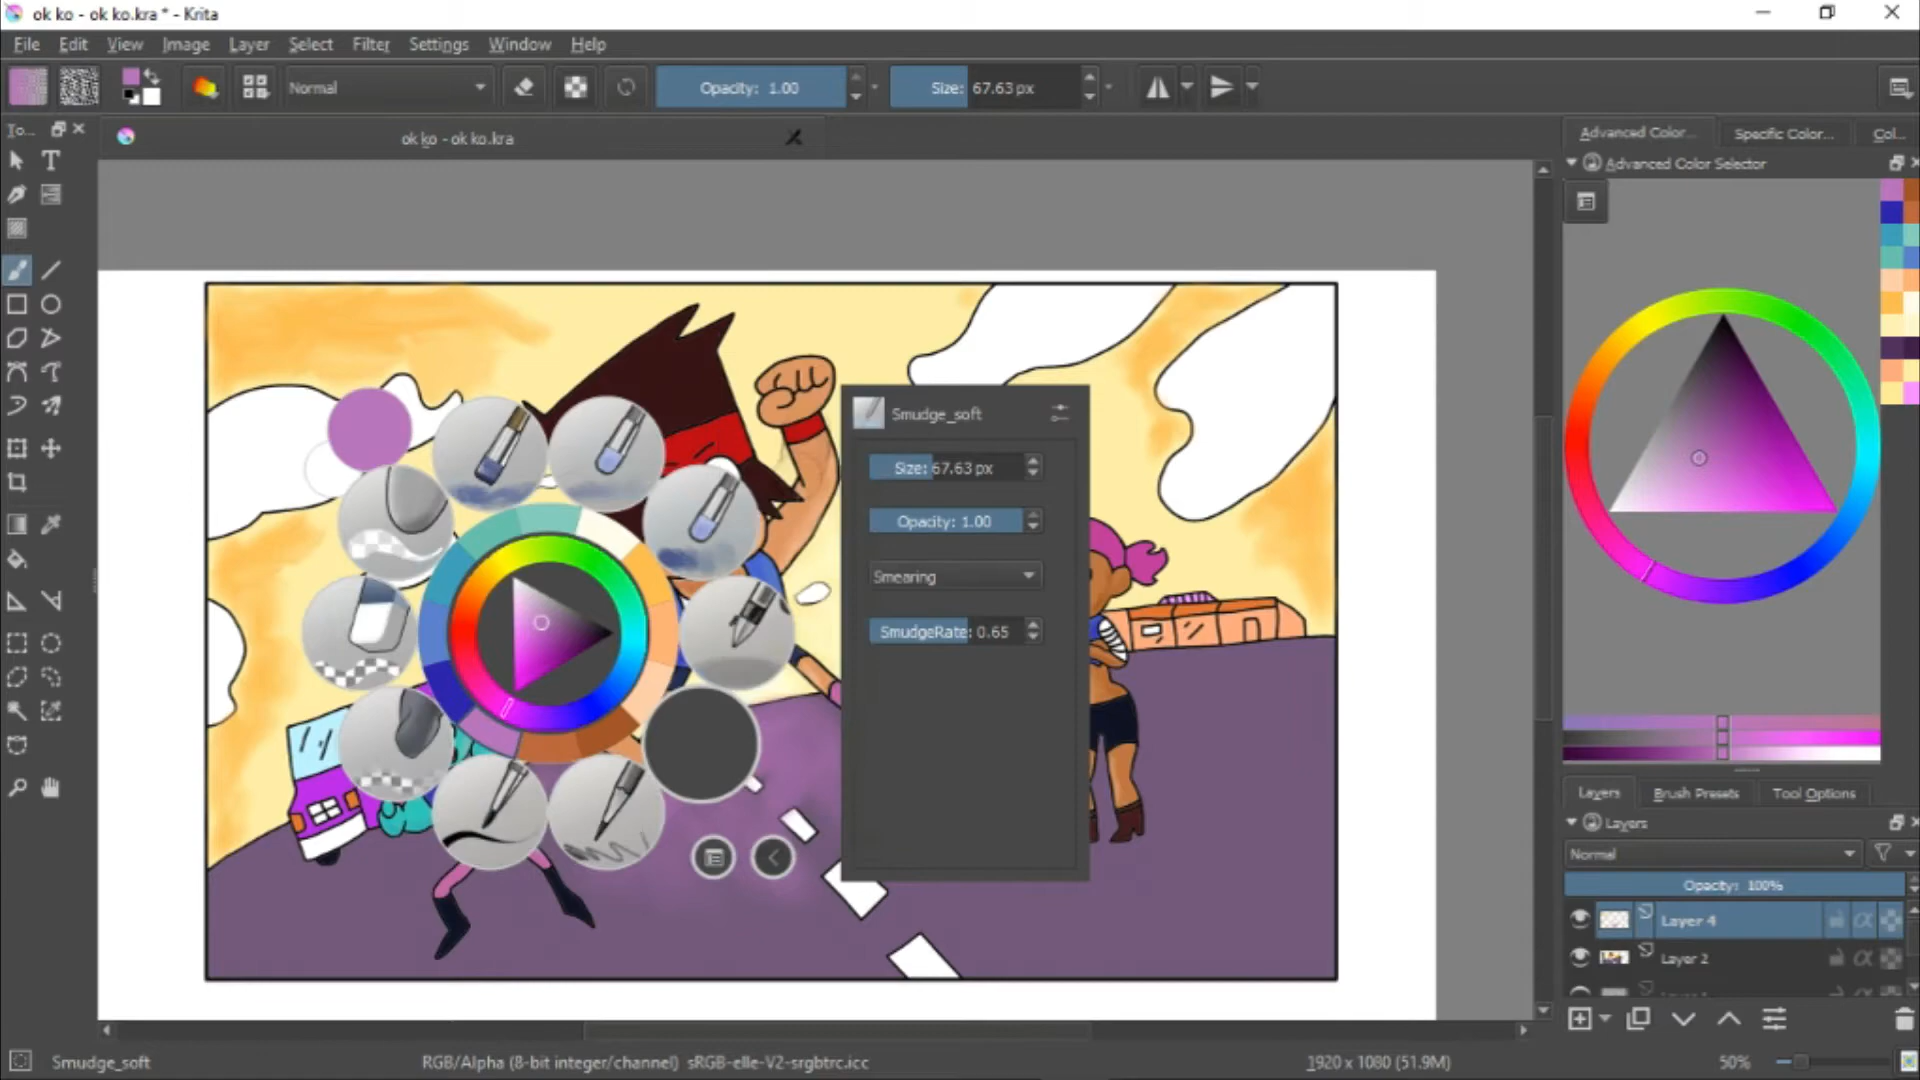 ok ko - ok ko.kra * - Krita
File Edit View Image Layer Select Filter Settings Window Help
Normal Opacity: 1.00 Size: 67.63 px
To...
ok ko - ok ko.kra
Advanced Color... Specific Color... Col...
Advanced Color Selector
Smudge_soft
Size: 67.63 px
Opacity: 1.00
Smearing
SmudgeRate: 0.65
Layers Brush Presets Tool Options
Layers
Normal
Opacity: 100%
Layer 4
Layer 2
Smudge_soft RGB/Alpha (8-bit integer/channel) sRGB-elle-V2-srgbtrc.icc 1920 x 1080 (51.9M) 50%